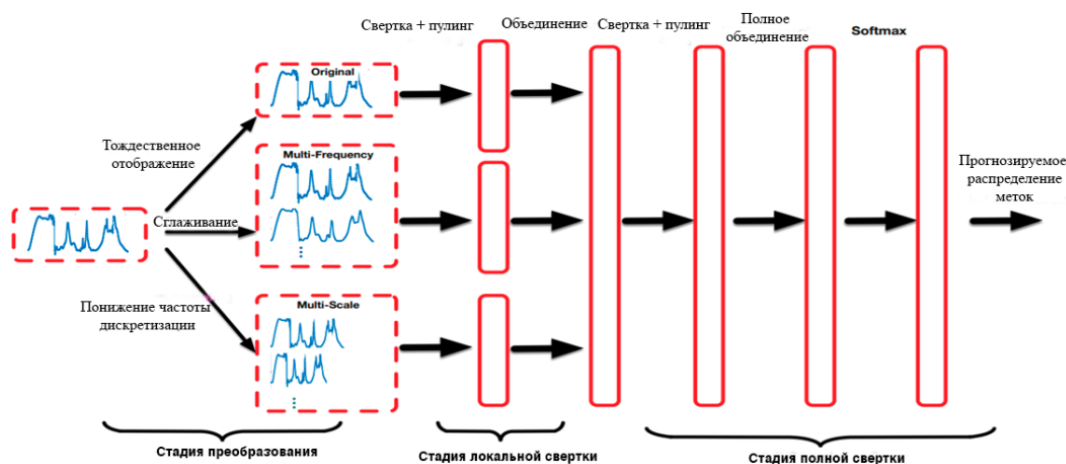 Свертка + пулинг
Объединение
Свертка + пулинг
Полное
объединение
Softmax
Original
Тождественное
отображение
Multi-Frequency
Сглаживание
Прогнозируемое
распределение
меток
Понижение частоты
дискретизации
Multi-Scale
Стадия преобразования
Стадия локальной свертки
Стадия полной свертки